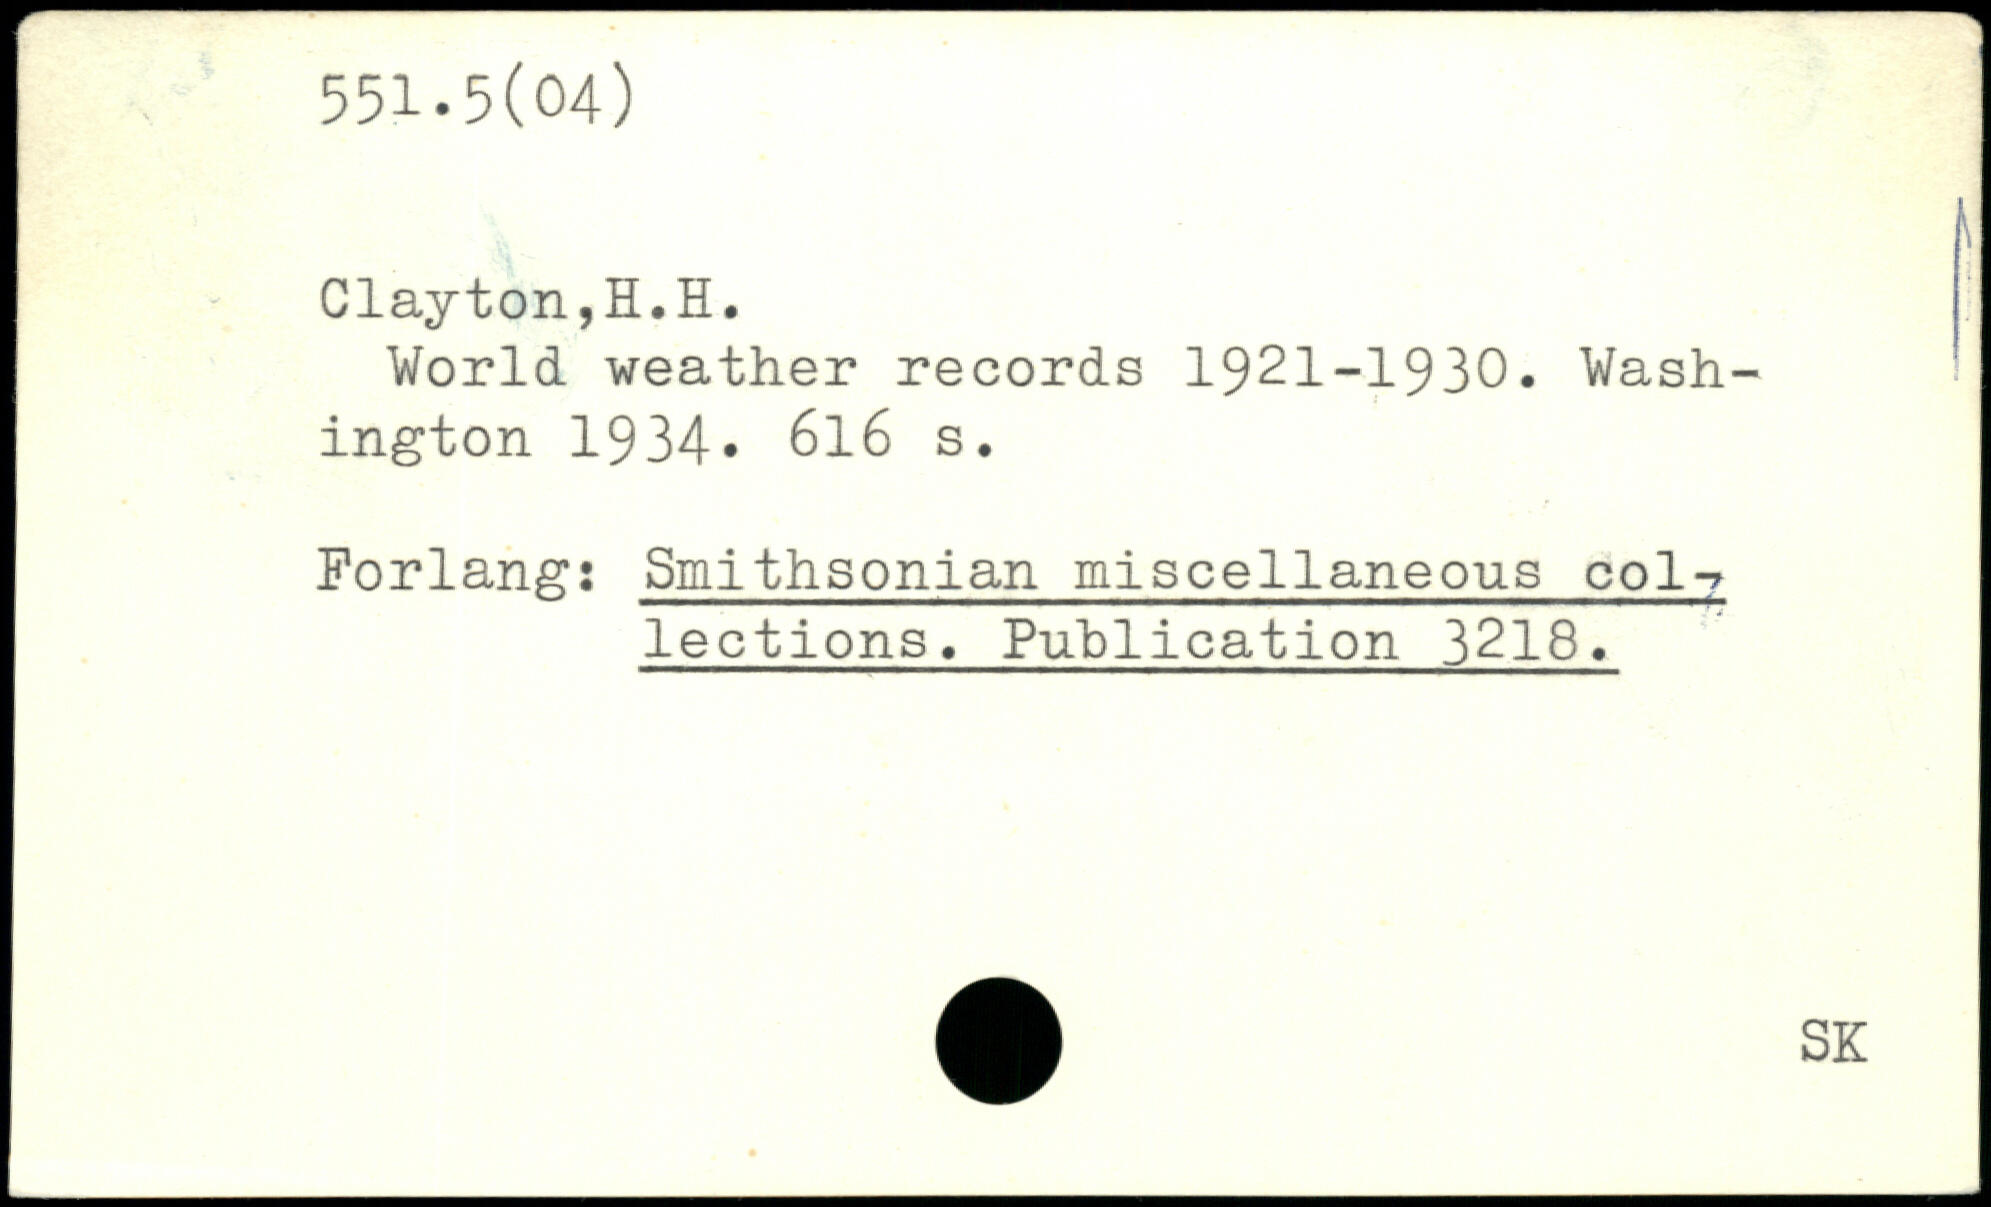 551.5(04)
Clayton,H.H.
World weather records 1921-1930. Wash-
ington 1934. 616 s.
Forlang: Smithsonian miscellaneous col-
lections. Publication 3218.
SK